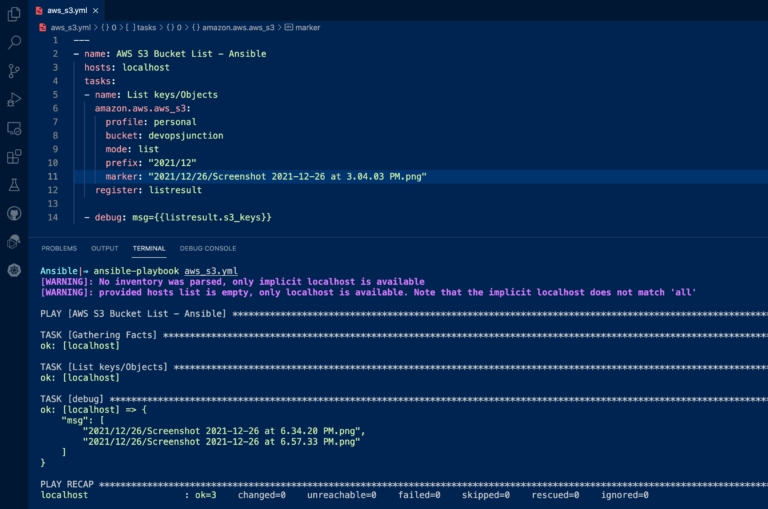 aws_s3.yml ×
aws_s3.yml > {} 0 > [ ] tasks > {} 0 > {} amazon.aws.aws_s3 > marker
1 ---
2 - name: AWS S3 Bucket List - Ansible
3 hosts: localhost
4 tasks:
5 - name: List keys/Objects
6 amazon.aws.aws_s3:
7 profile: personal
8 bucket: devopsjunction
9 mode: list
10 prefix: "2021/12"
11 marker: "2021/12/26/Screenshot 2021-12-26 at 3.04.03 PM.png"
12 register: listresult
13
14 - debug: msg={{listresult.s3_keys}}
PROBLEMS OUTPUT TERMINAL DEBUG CONSOLE
Ansible|⇒ ansible-playbook aws_s3.yml
[WARNING]: No inventory was parsed, only implicit localhost is available
[WARNING]: provided hosts list is empty, only localhost is available. Note that the implicit localhost does not match 'all'
PLAY [AWS S3 Bucket List - Ansible] ****************************************************************************************
TASK [Gathering Facts] *****************************************************************************************************
ok: [localhost]
TASK [List keys/Objects] ***************************************************************************************************
ok: [localhost]
TASK [debug] ***************************************************************************************************************
ok: [localhost] => {
"msg": [
"2021/12/26/Screenshot 2021-12-26 at 6.34.20 PM.png",
"2021/12/26/Screenshot 2021-12-26 at 6.57.33 PM.png"
]
}
PLAY RECAP *****************************************************************************************************************
localhost : ok=3 changed=0 unreachable=0 failed=0 skipped=0 rescued=0 ignored=0